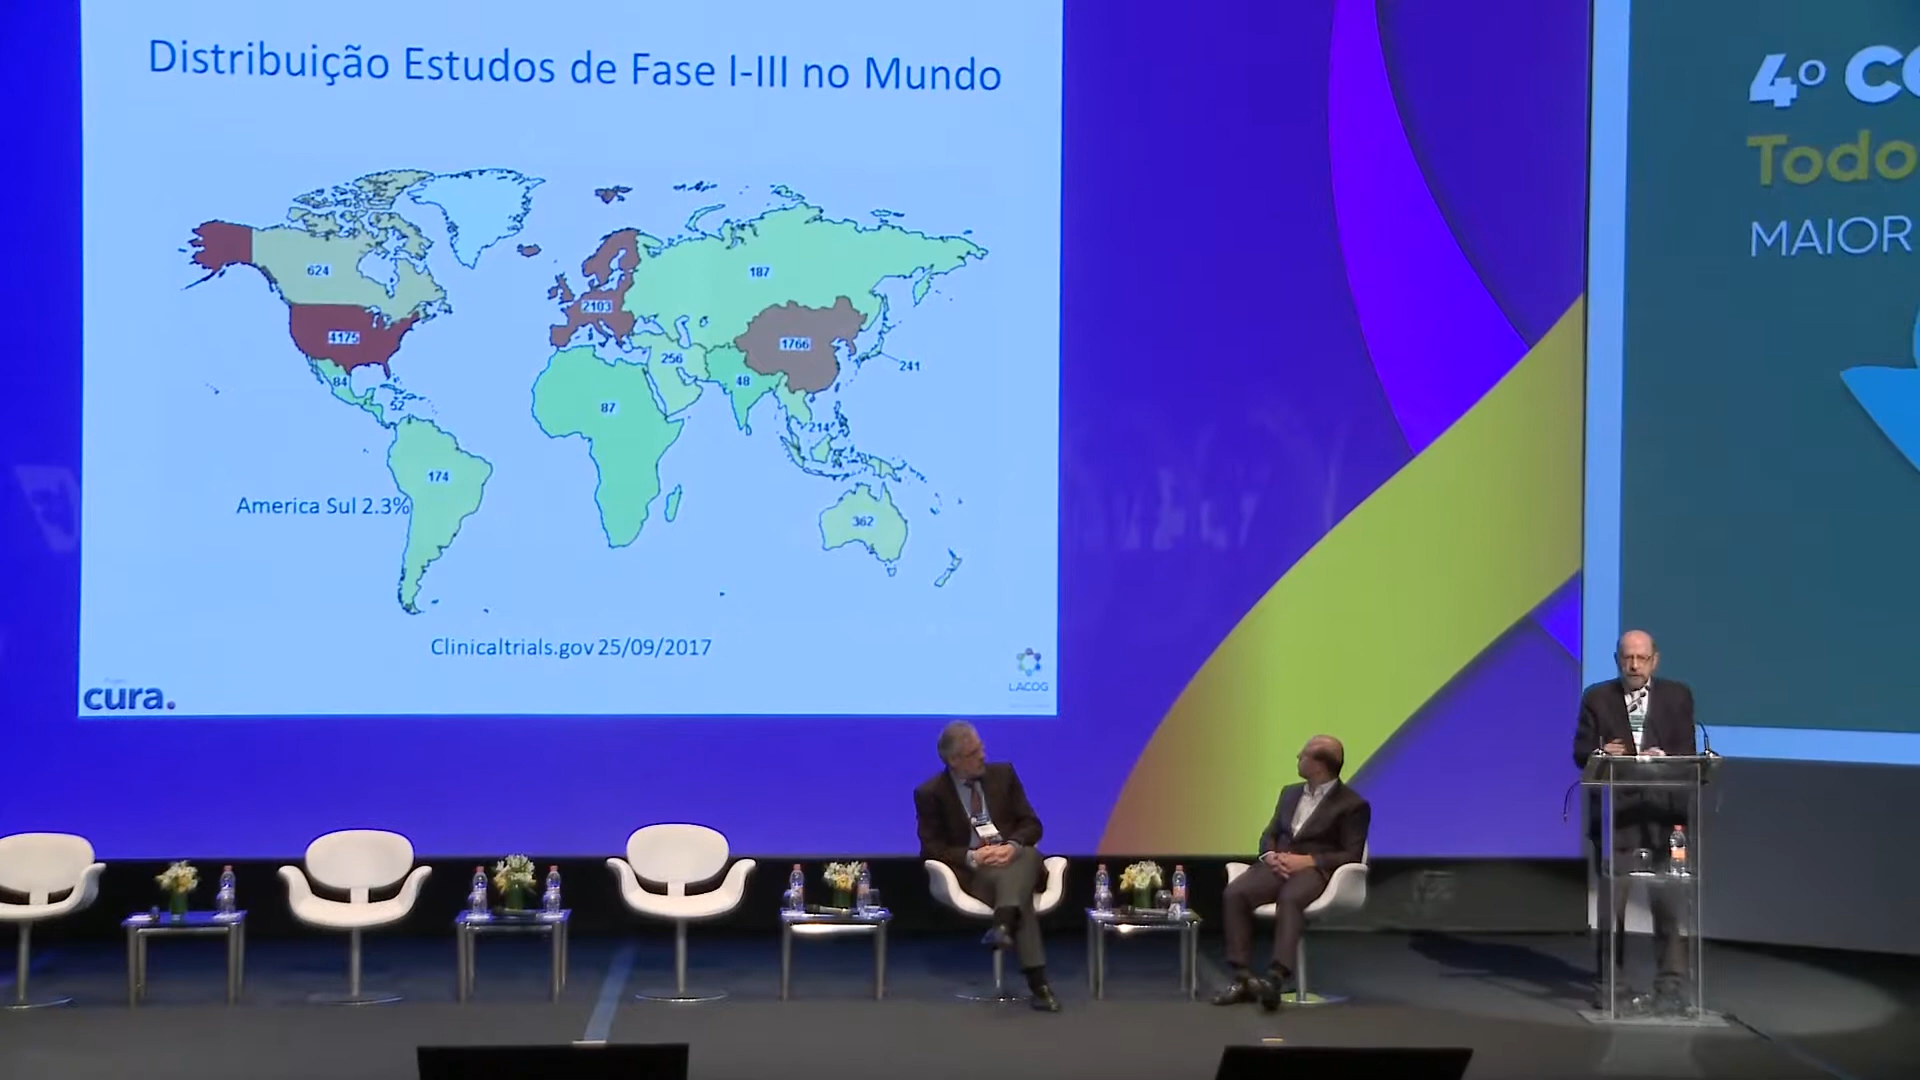 Distribuição Estudos de Fase I-III no Mundo
624
187
2103
4175
1766
256
241
84
48
52
87
214
174
America Sul 2.3%
362
Clinicaltrials.gov 25/09/2017
cura.
LACOG
4º CO
Todo
MAIOR